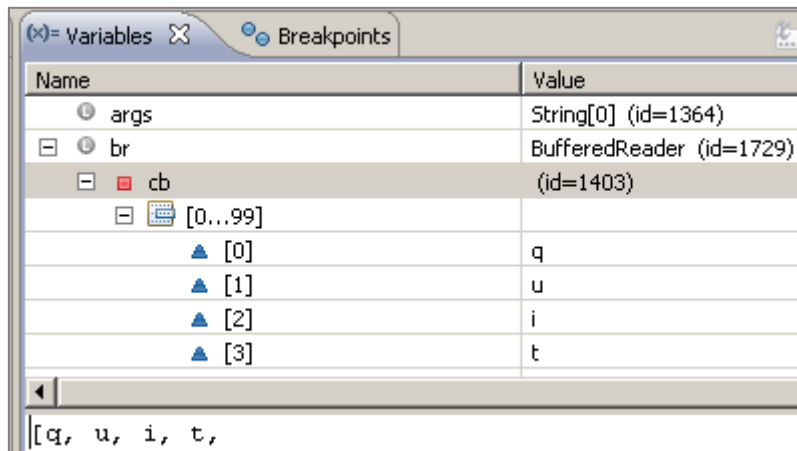 (x)= Variables Breakpoints
Name Value
args String[0] (id=1364)
br BufferedReader (id=1729)
cb (id=1403)
[0...99]
[0] q
[1] u
[2] i
[3] t
[q, u, i, t,